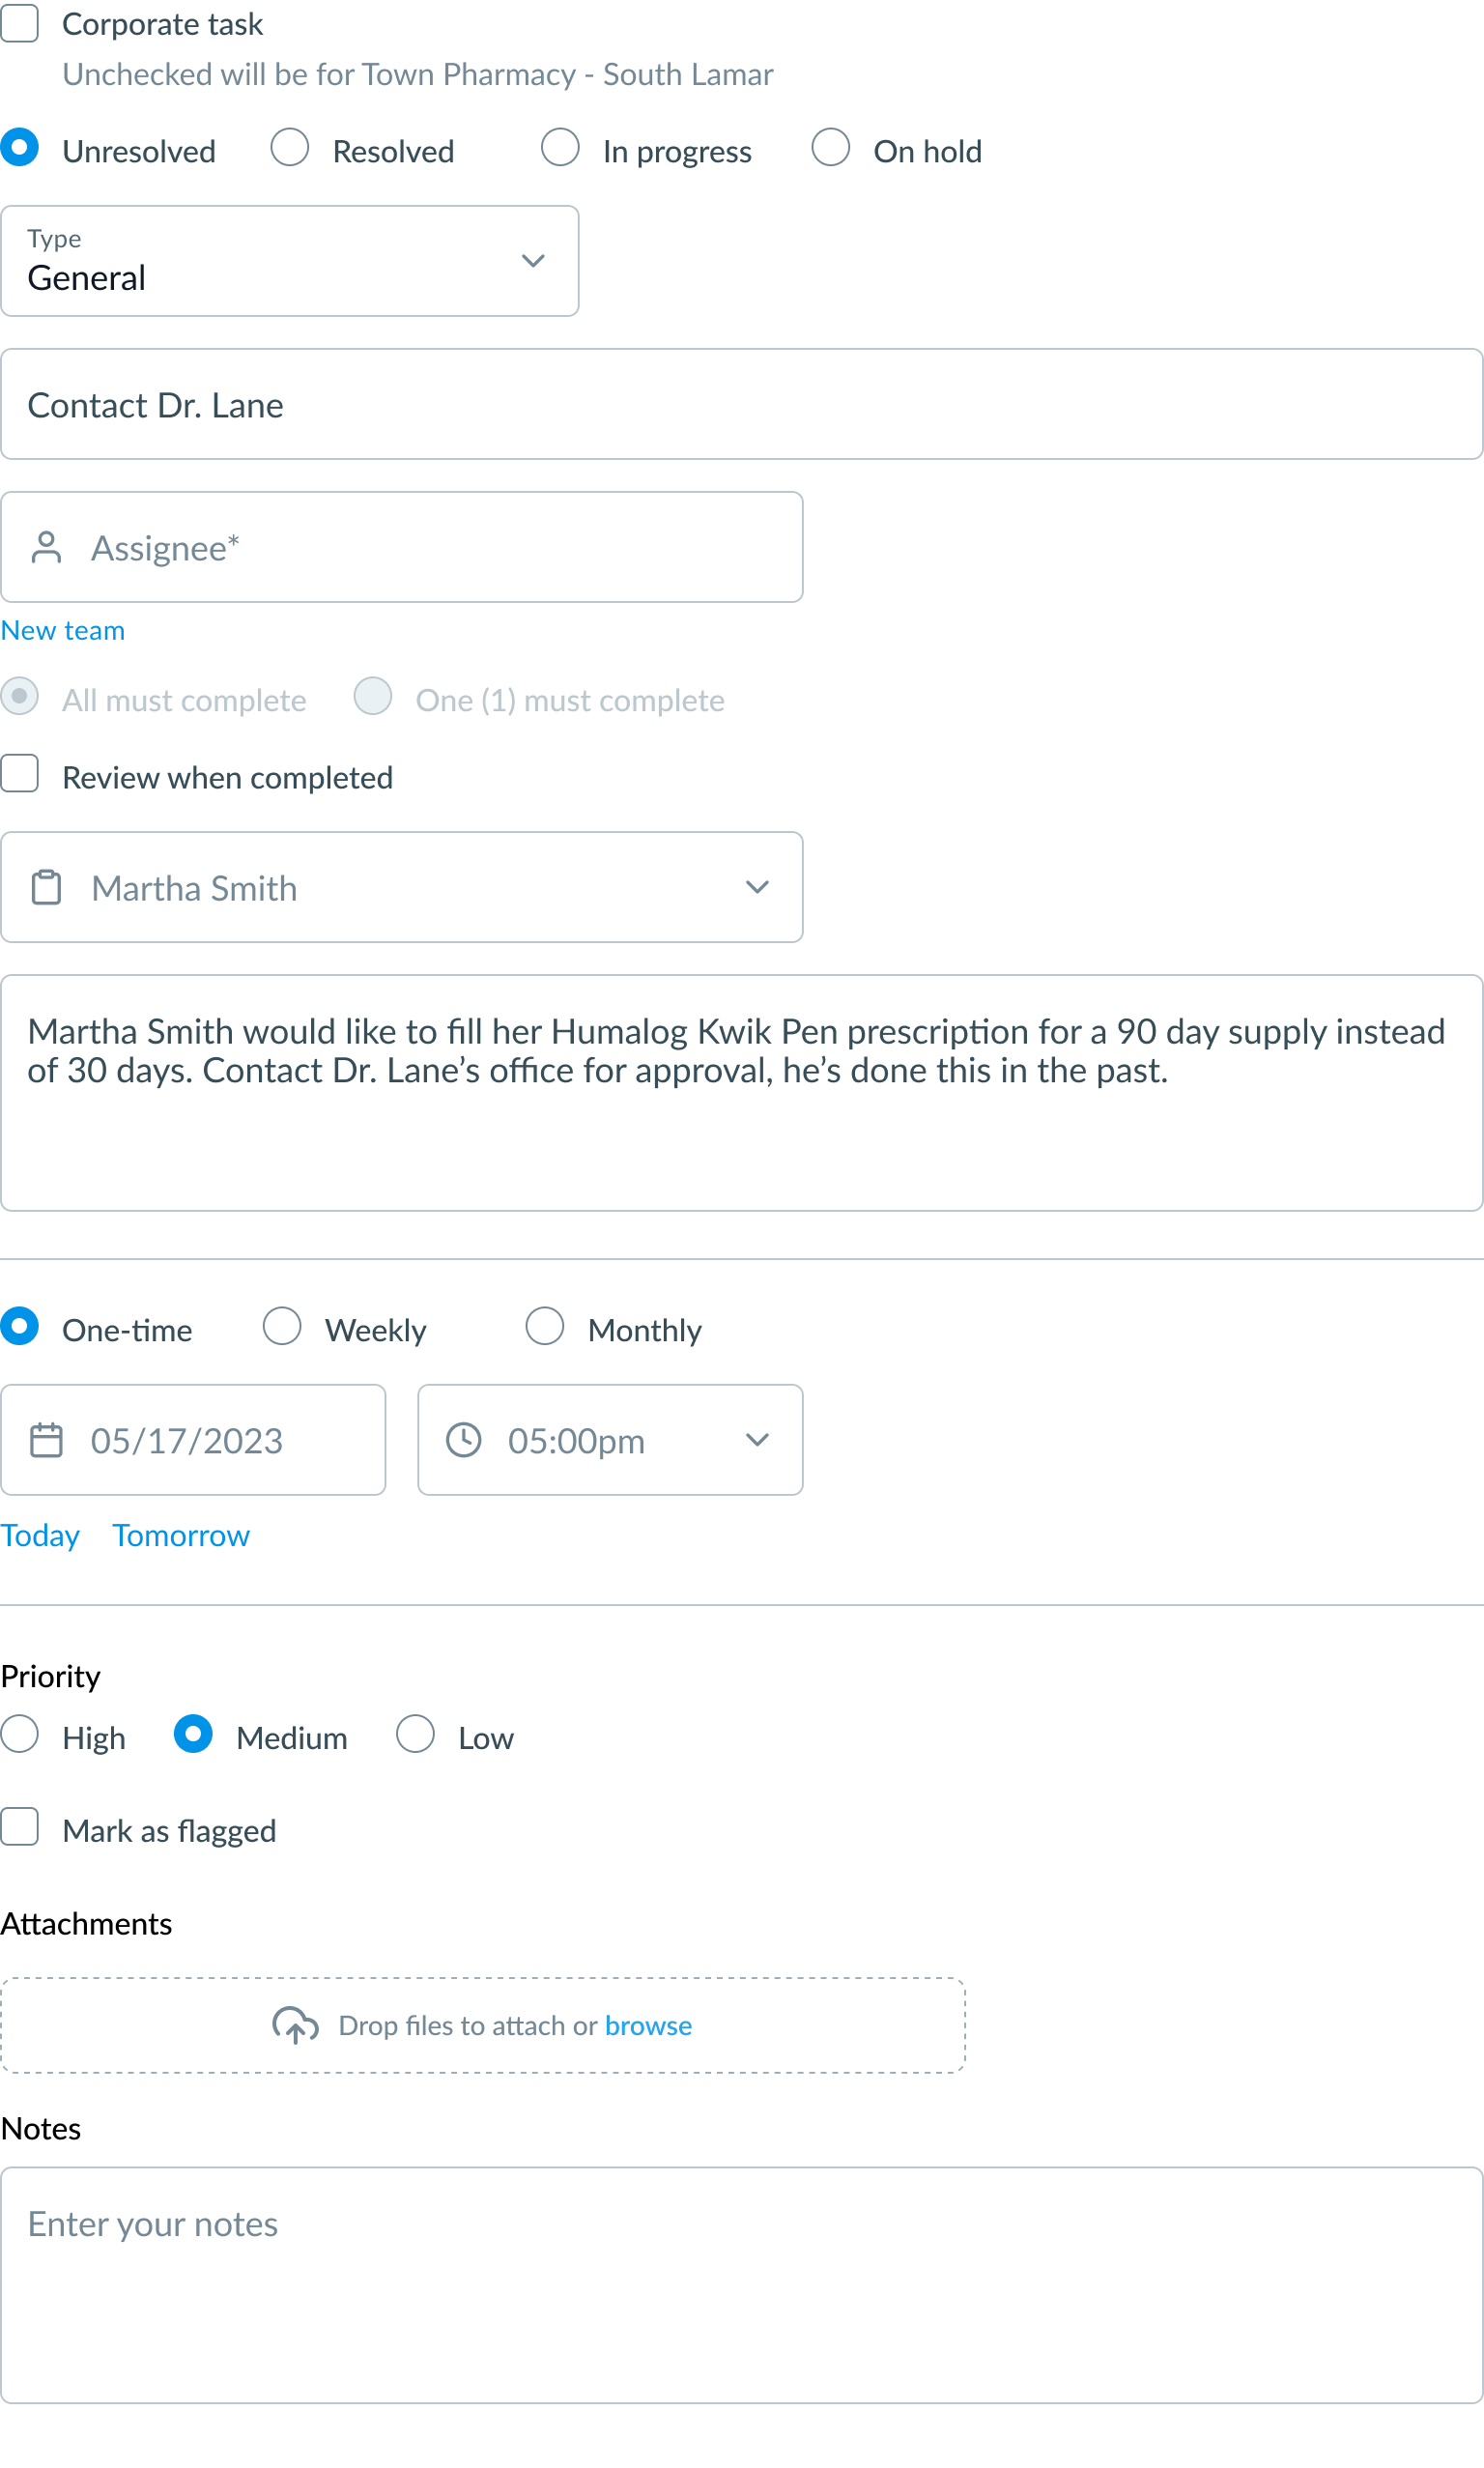 Corporate task
Unchecked will be for Town Pharmacy - South Lamar
Unresolved Resolved In progress On hold
Type
General
Contact Dr. Lane
Assignee*
New team
All must complete One (1) must complete
Review when completed
Martha Smith
Martha Smith would like to fill her Humalog Kwik Pen prescription for a 90 day supply instead
of 30 days. Contact Dr. Lane’s office for approval, he’s done this in the past.
One-time Weekly Monthly
05/17/2023 05:00pm
Today Tomorrow
Priority
High Medium Low
Mark as flagged
Attachments
Drop files to attach or browse
Notes
Enter your notes